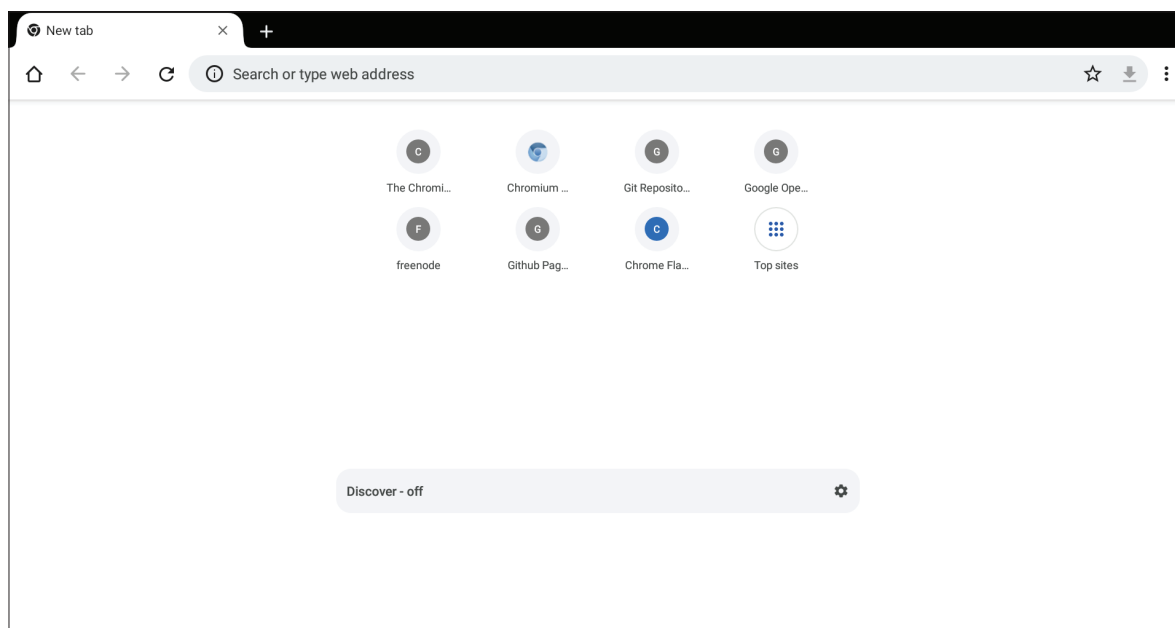 New tab
Search or type web address
C
G
G
The Chromi...
Chromium ...
Git Reposito...
Google Ope...
F
G
C
freenode
Github Pag...
Chrome Fla...
Top sites
Discover - off